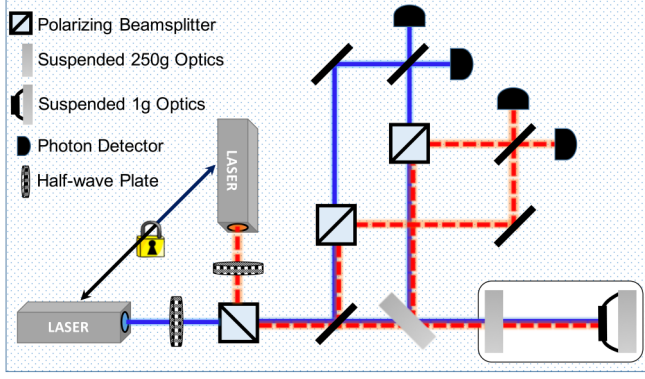 Polarizing Beamsplitter
Suspended 250g Optics
Suspended 1g Optics
Photon Detector
Half-wave Plate
LASER
LASER